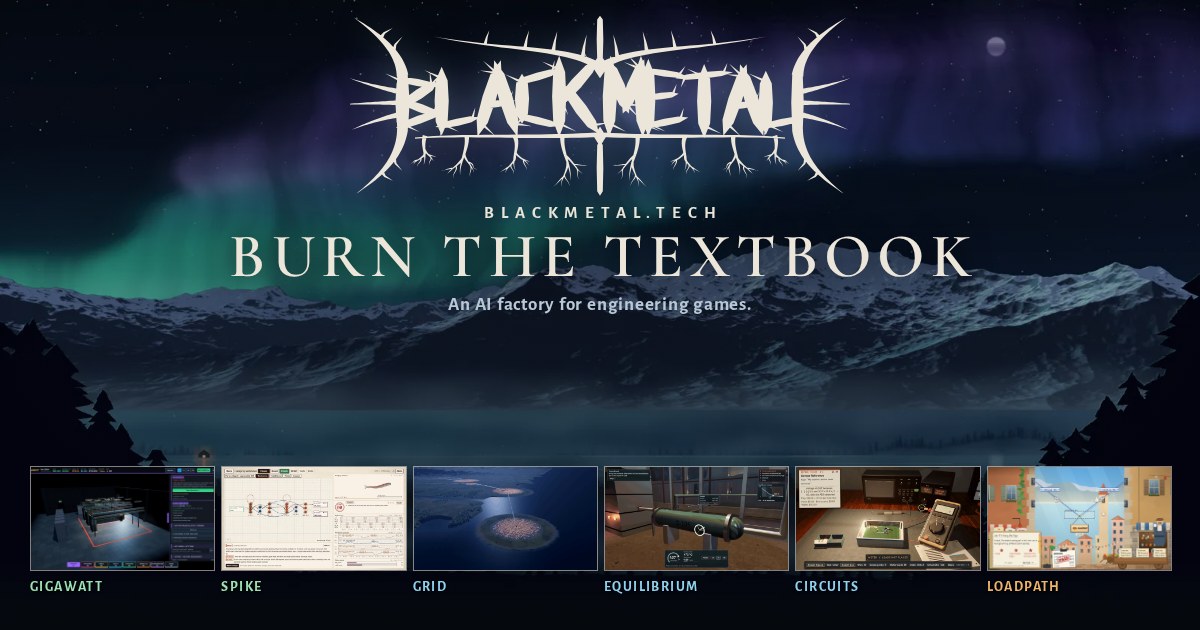 BLACKMETAL
BLACKMETAL.TECH
BURN THE TEXTBOOK
An AI factory for engineering games.
GIGAWATT
SPIKE
GRID
EQUILIBRIUM
CIRCUITS
LOADPATH